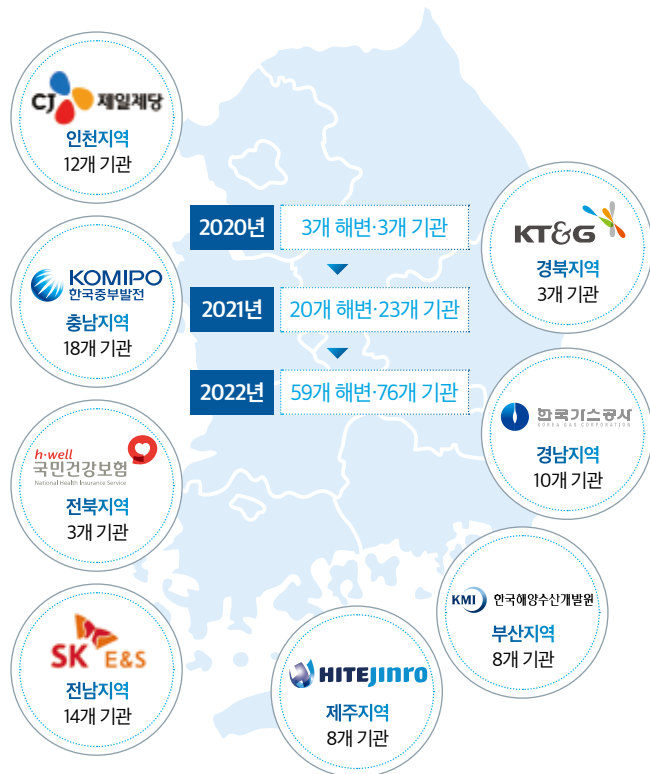 CJ 제일제당
인천지역
12개 기관
KOMIPO
한국중부발전
충남지역
18개 기관
h·well
국민건강보험
National Health Insurance Service
전북지역
3개 기관
SK E&S
전남지역
14개 기관
2020년 3개 해변·3개 기관
2021년 20개 해변·23개 기관
2022년 59개 해변·76개 기관
KT&G
경북지역
3개 기관
한국가스공사
KOREA GAS CORPORATION
경남지역
10개 기관
KMI 한국해양수산개발원
부산지역
8개 기관
HITEJINRO
제주지역
8개 기관